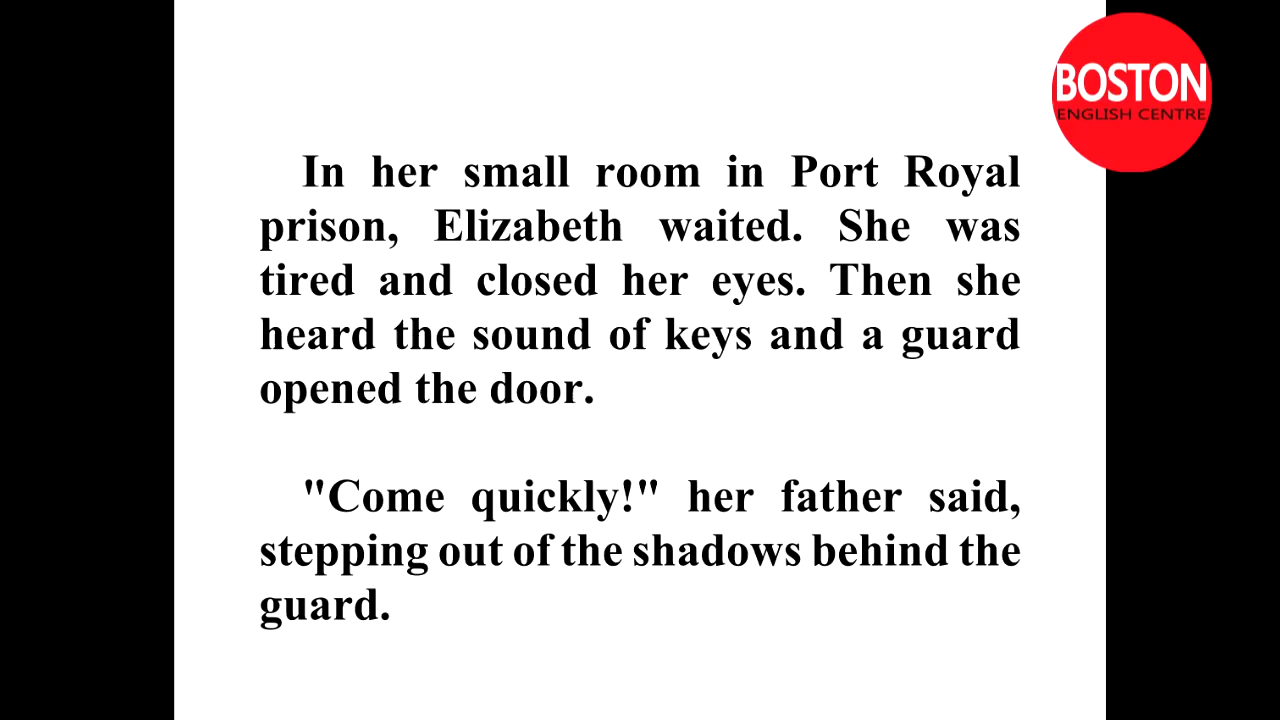 BOSTON
ENGLISH CENTRE
In her small room in Port Royal
prison, Elizabeth waited. She was
tired and closed her eyes. Then she
heard the sound of keys and a guard
opened the door.
"Come quickly!" her father said,
stepping out of the shadows behind the
guard.